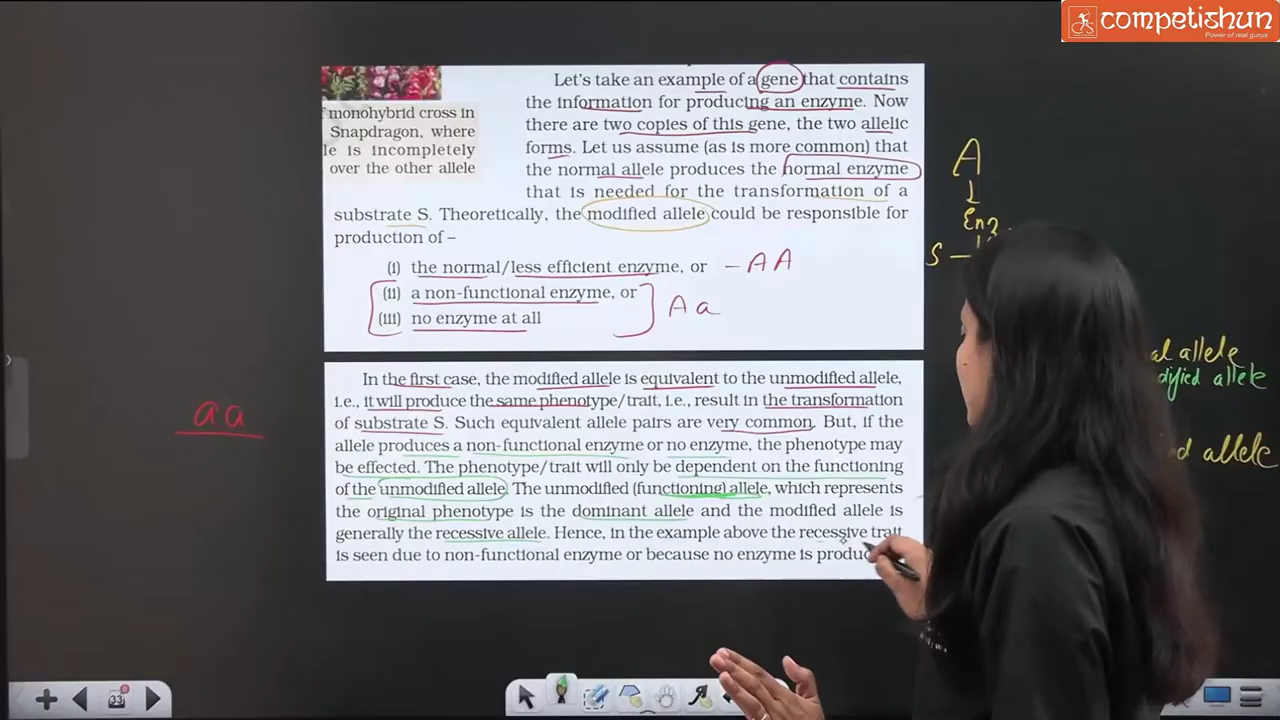 competishun
Power of real gurus
monohybrid cross in
Snapdragon, where
le is incompletely
over the other allele
Let's take an example of a gene that contains
the information for producing an enzyme. Now
there are two copies of this gene, the two allelic
forms. Let us assume (as is more common) that
the normal allele produces the normal enzyme
that is needed for the transformation of a
substrate S. Theoretically, the modified allele could be responsible for
production of –
(i) the normal/less efficient enzyme, or – AA
(ii) a non-functional enzyme, or
(iii) no enzyme at all
Aa
A
↓
Enz.
S –
In the first case, the modified allele is equivalent to the unmodified allele,
i.e., it will produce the same phenotype/trait, i.e., result in the transformation
of substrate S. Such equivalent allele pairs are very common. But, if the
allele produces a non-functional enzyme or no enzyme, the phenotype may
be effected. The phenotype/trait will only be dependent on the functioning
of the unmodified allele. The unmodified (functioning) allele, which represents
the original phenotype is the dominant allele and the modified allele is
generally the recessive allele. Hence, in the example above the recessive trait
is seen due to non-functional enzyme or because no enzyme is produc
aa
al allele
dified allele
d allele
33